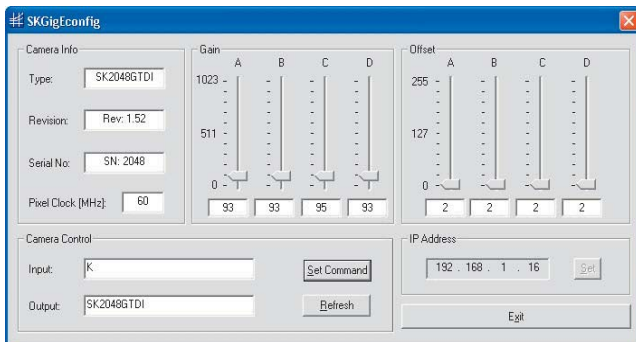 SKGigEconfig
Camera Info
Type: SK2048GTDI
Revision: Rev: 1.52
Serial No: SN: 2048
Pixel Clock [MHz]: 60
Gain
A B C D
1023
511
0
93 93 95 93
Offset
A B C D
255
127
0
2 2 2 2
Camera Control
Input: K
Set Command
Output: SK2048GTDI
Refresh
IP Address
192 . 168 . 1 . 16 Set
Exit